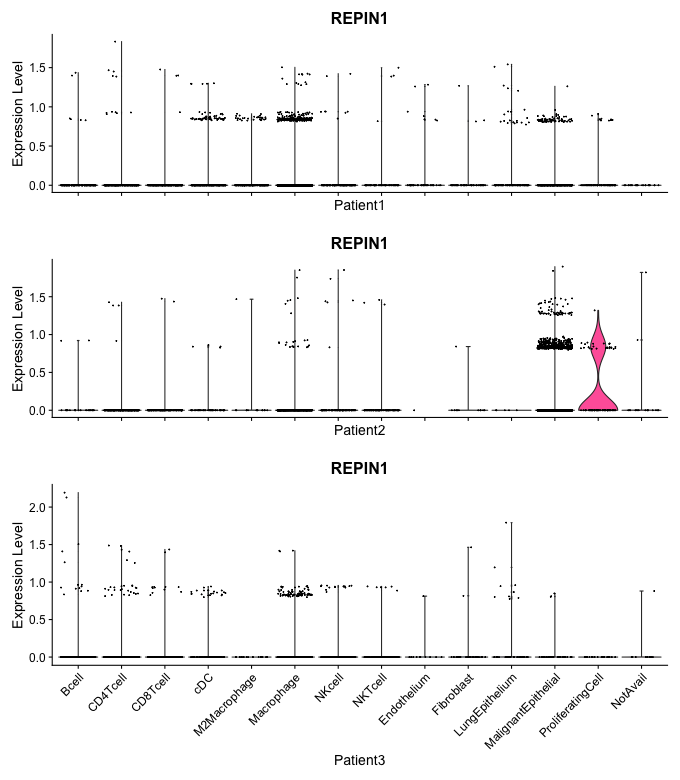 REPIN1
Expression Level
1.5
1.0
0.5
0.0
Patient1
REPIN1
Expression Level
1.5
1.0
0.5
0.0
Patient2
REPIN1
Expression Level
2.0
1.5
1.0
0.5
0.0
Bcell
CD4Tcell
CD8Tcell
cDC
M2Macrophage
Macrophage
NKcell
NKTcell
Endothelium
Fibroblast
LungEpithelium
MalignantEpithelial
ProliferatingCell
NotAvail
Patient3